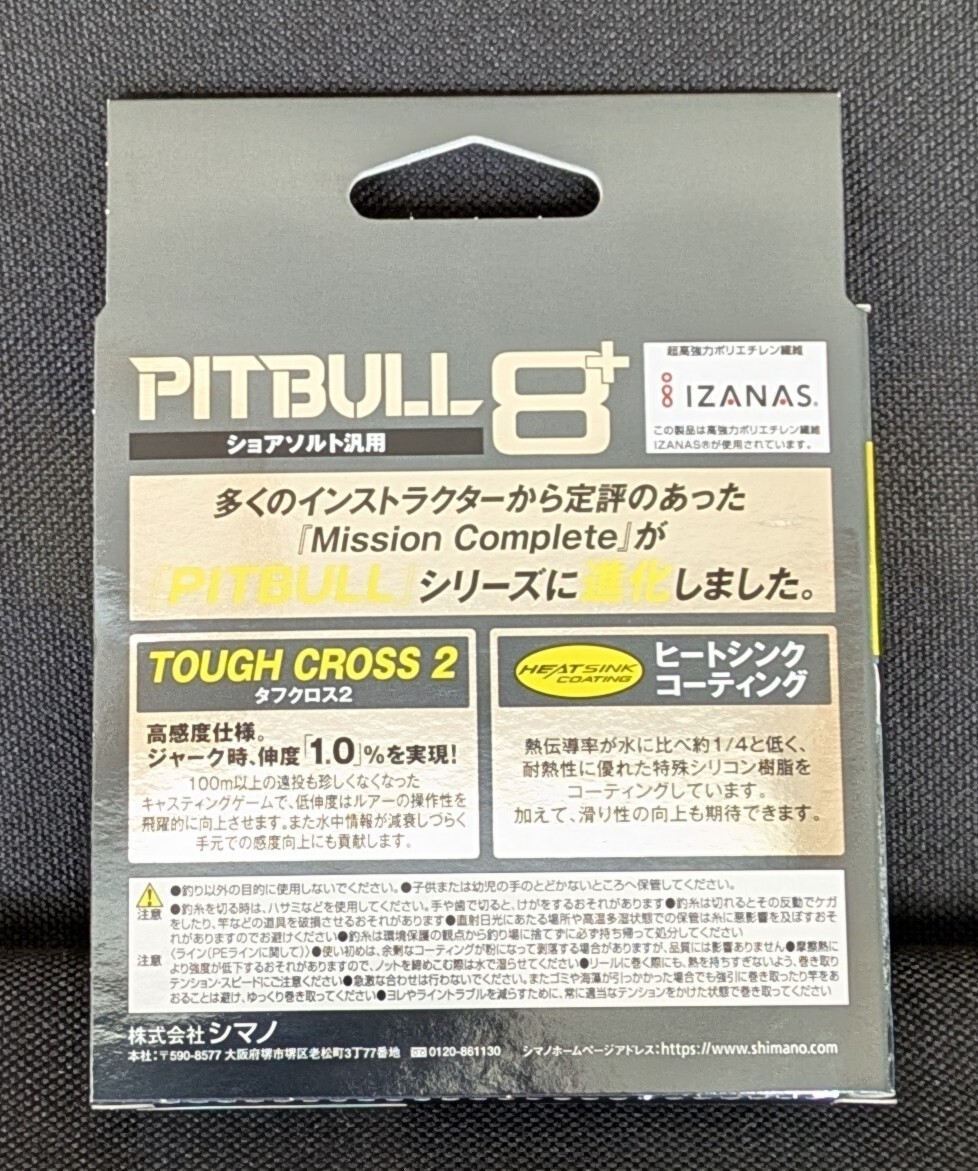 PITBULL 8+
ショアソルト汎用
超高強力ポリエチレン繊維
IZANAS®
この製品は高強力ポリエチレン繊維
IZANAS®が使用されています。
多くのインストラクターから定評のあった
『Mission Complete』が
『PITBULL』シリーズに進化しました。
TOUGH CROSS 2
タフクロス2
高感度仕様。
ジャーク時、伸度「1.0」%を実現!
100m以上の遠投も珍しくなくなった
キャスティングゲームで、低伸度はルアーの操作性を
飛躍的に向上させます。また水中情報が減衰しづらく
手元での感度向上にも貢献します。
HEATSINK
COATING
ヒートシンク
コーティング
熱伝導率が水に比べ約1/4と低く、
耐熱性に優れた特殊シリコン樹脂を
コーティングしています。
加えて、滑り性の向上も期待できます。
注意
●釣り以外の目的に使用しないでください。●子供または幼児の手のとどかないところへ保管してください。
●釣糸を切る時は、ハサミなどを使用してください。手や歯で切ると、けがをするおそれがあります●釣糸は切れるとその反動でケガ
をしたり、竿などの道具を破損させるおそれがあります●直射日光にあたる場所や高温多湿状態での保管は糸に悪影響を及ぼすおそ
れがありますのでお避けください●釣糸は環境保護の観点から釣り場に捨てずに必ず持ち帰って処分してください
注意
〈ライン(PEラインに関して)〉●使い初めは、余剰なコーティングが粉になって剥落する場合がありますが、品質には影響ありません●摩擦熱に
より強度が低下するおそれがありますので、ノットを締めこむ際は水で湿らせてください●リールに巻く際にも、熱を持ちすぎないよう、巻き取り
テンション・スピードにご注意ください●急激な合わせは行わないでください。またゴミや海藻が引っかかった場合でも強引に巻き取ったり竿をあ
おることは避け、ゆっくり巻き取ってください●ヨレやライントラブルを減らすために、常に適当なテンションをかけた状態で巻き取ってください
株式会社シマノ
本社:〒590-8577 大阪府堺市堺区老松町3丁77番地 0120-861130 シマノホームページアドレス:https://www.shimano.com